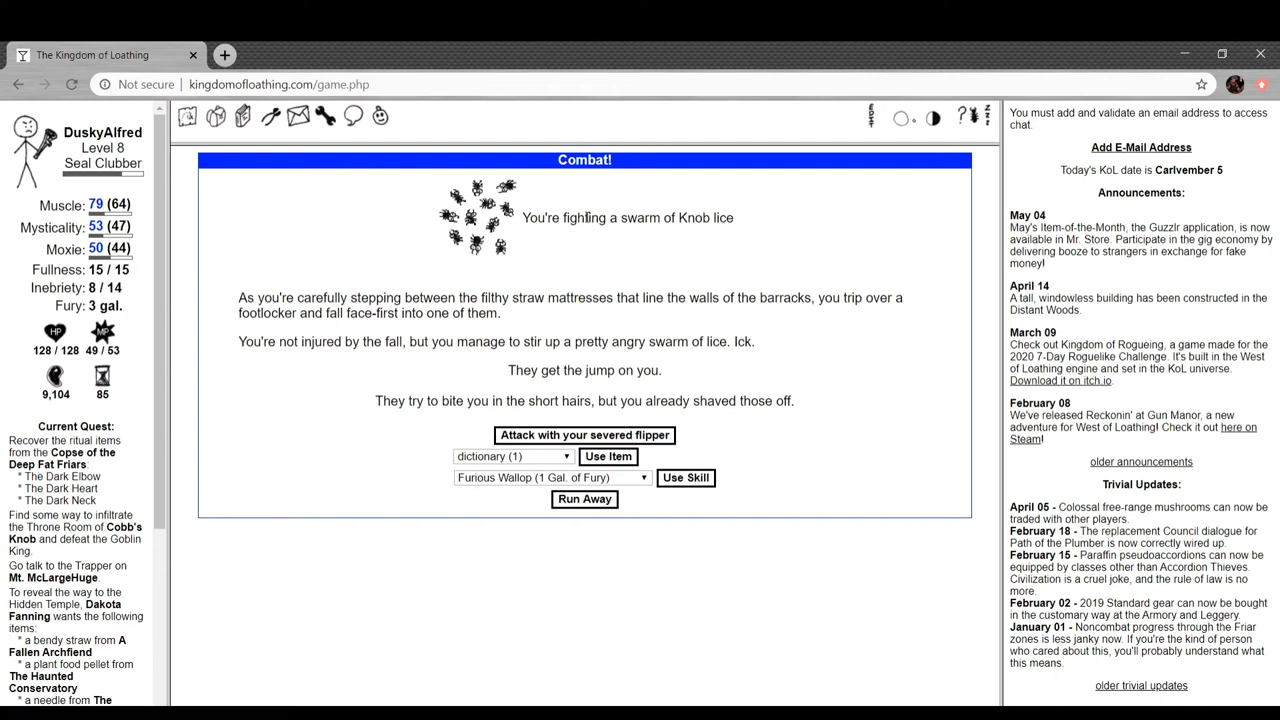 The Kingdom of Loathing
Not secure | kingdomofloathing.com/game.php
DuskyAlfred
Level 8
Seal Clubber
Muscle: 79 (64)
Mysticality: 53 (47)
Moxie: 50 (44)
Fullness: 15 / 15
Inebriety: 8 / 14
Fury: 3 gal.
HP MP
128 / 128 49 / 53
9,104 85
Current Quest:
Recover the ritual items
from the Copse of the
Deep Fat Friars:
* The Dark Elbow
* The Dark Heart
* The Dark Neck
Find some way to infiltrate
the Throne Room of Cobb's
Knob and defeat the Goblin
King.
Go talk to the Trapper on
Mt. McLargeHuge.
To reveal the way to the
Hidden Temple, Dakota
Fanning wants the following
items:
* a bendy straw from A
Fallen Archfiend
* a plant food pellet from
The Haunted
Conservatory
* a needle from The
EDIT
? Z z z
Combat!
You're fighting a swarm of Knob lice
As you're carefully stepping between the filthy straw mattresses that line the walls of the barracks, you trip over a
footlocker and fall face-first into one of them.
You're not injured by the fall, but you manage to stir up a pretty angry swarm of lice. Ick.
They get the jump on you.
They try to bite you in the short hairs, but you already shaved those off.
Attack with your severed flipper
dictionary (1) Use Item
Furious Wallop (1 Gal. of Fury) Use Skill
Run Away
You must add and validate an email address to access
chat.
Add E-Mail Address
Today's KoL date is Carlvember 5
Announcements:
May 04
May's Item-of-the-Month, the Guzzlr application, is now
available in Mr. Store. Participate in the gig economy by
delivering booze to strangers in exchange for fake
money!
April 14
A tall, windowless building has been constructed in the
Distant Woods.
March 09
Check out Kingdom of Rogueing, a game made for the
2020 7-Day Roguelike Challenge. It's built in the West
of Loathing engine and set in the KoL universe.
Download it on itch.io.
February 08
We've released Reckonin' at Gun Manor, a new
adventure for West of Loathing! Check it out here on
Steam!
older announcements
Trivial Updates:
April 05 - Colossal free-range mushrooms can now be
traded with other players.
February 18 - The replacement Council dialogue for
Path of the Plumber is now correctly wired up.
February 15 - Paraffin pseudoaccordions can now be
equipped by classes other than Accordion Thieves.
Civilization is a cruel joke, and the rule of law is no
more.
February 02 - 2019 Standard gear can now be bought
in the customary way at the Armory and Leggery.
January 01 - Noncombat progress through the Friar
zones is less janky now. If you're the kind of person
who cared about this, you'll probably understand what
this means.
older trivial updates